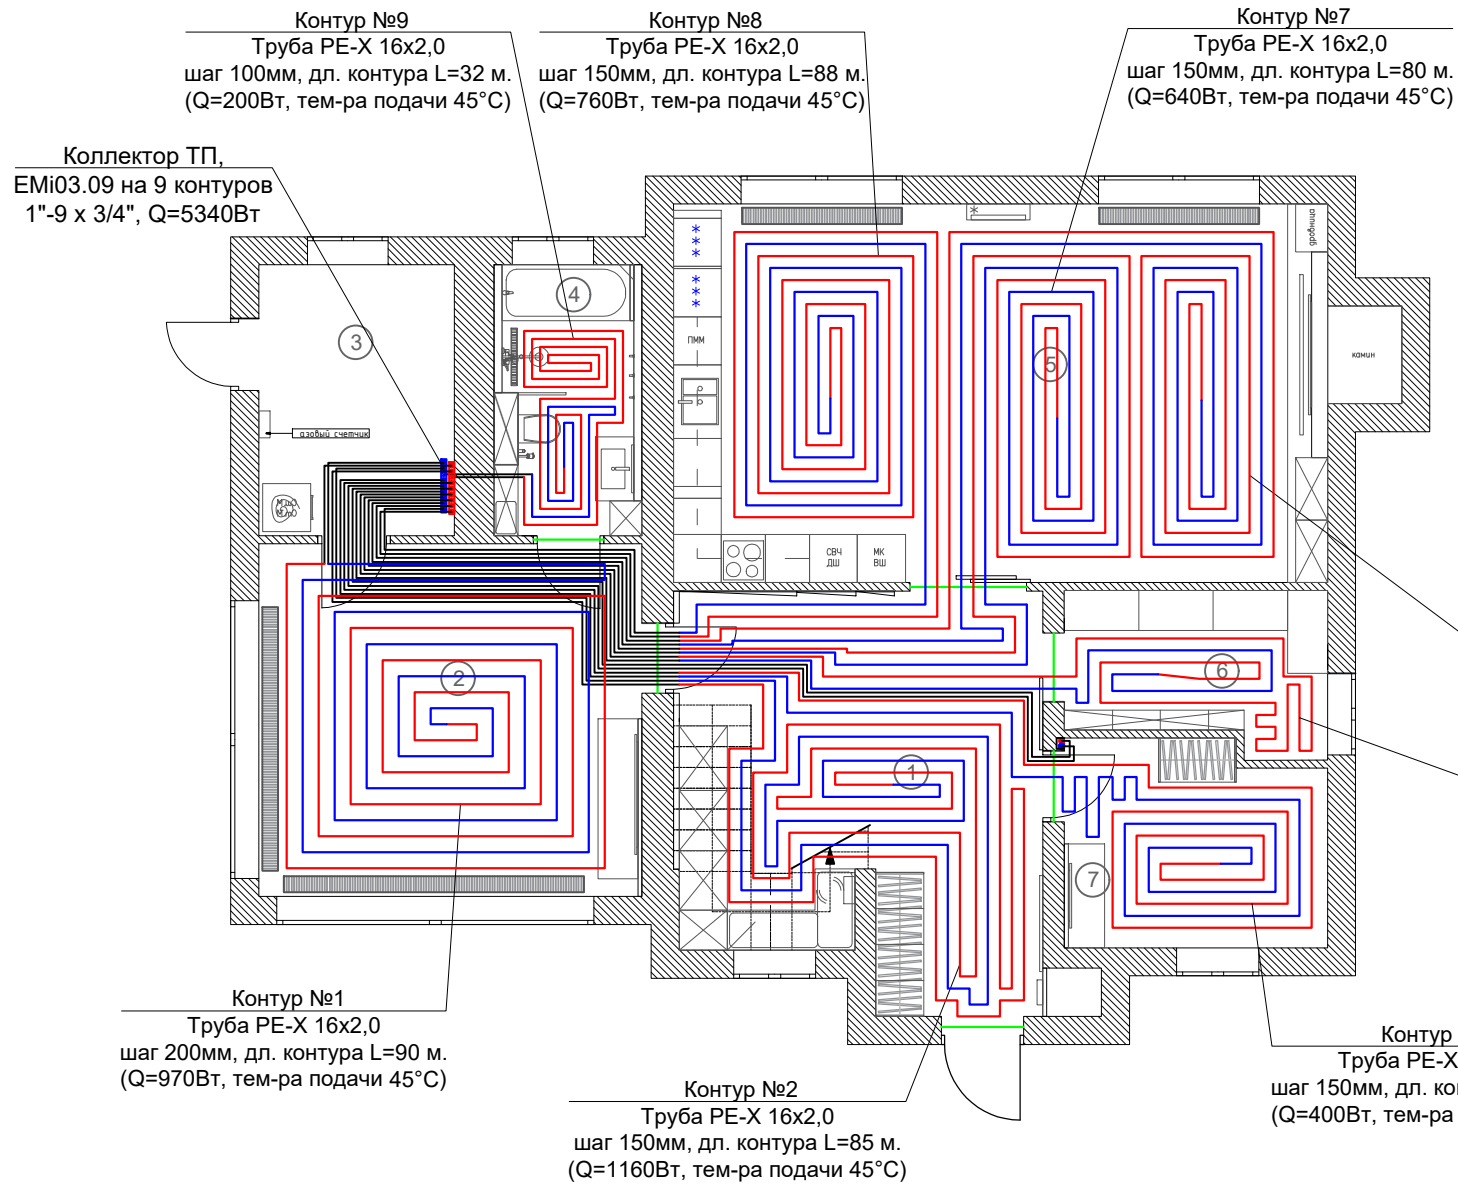 Контур №9
Труба PE-X 16x2,0
шаг 100мм, дл. контура L=32 м.
(Q=200Вт, тем-ра подачи 45°C)
Контур №8
Труба PE-X 16x2,0
шаг 150мм, дл. контура L=88 м.
(Q=760Вт, тем-ра подачи 45°C)
Контур №7
Труба PE-X 16x2,0
шаг 150мм, дл. контура L=80 м.
(Q=640Вт, тем-ра подачи 45°C)
Коллектор ТП,
EMi03.09 на 9 контуров
1"-9 x 3/4", Q=5340Вт
4
3
ПММ
5
камин
азовый счетчик
СВЧ
ДШ
МК
ВШ
2
6
1
7
Контур №1
Труба PE-X 16x2,0
шаг 200мм, дл. контура L=90 м.
(Q=970Вт, тем-ра подачи 45°C)
Контур №2
Труба PE-X 16x2,0
шаг 150мм, дл. контура L=85 м.
(Q=1160Вт, тем-ра подачи 45°C)
Контур
Труба PE-X
шаг 150мм, дл. ко
(Q=400Вт, тем-ра